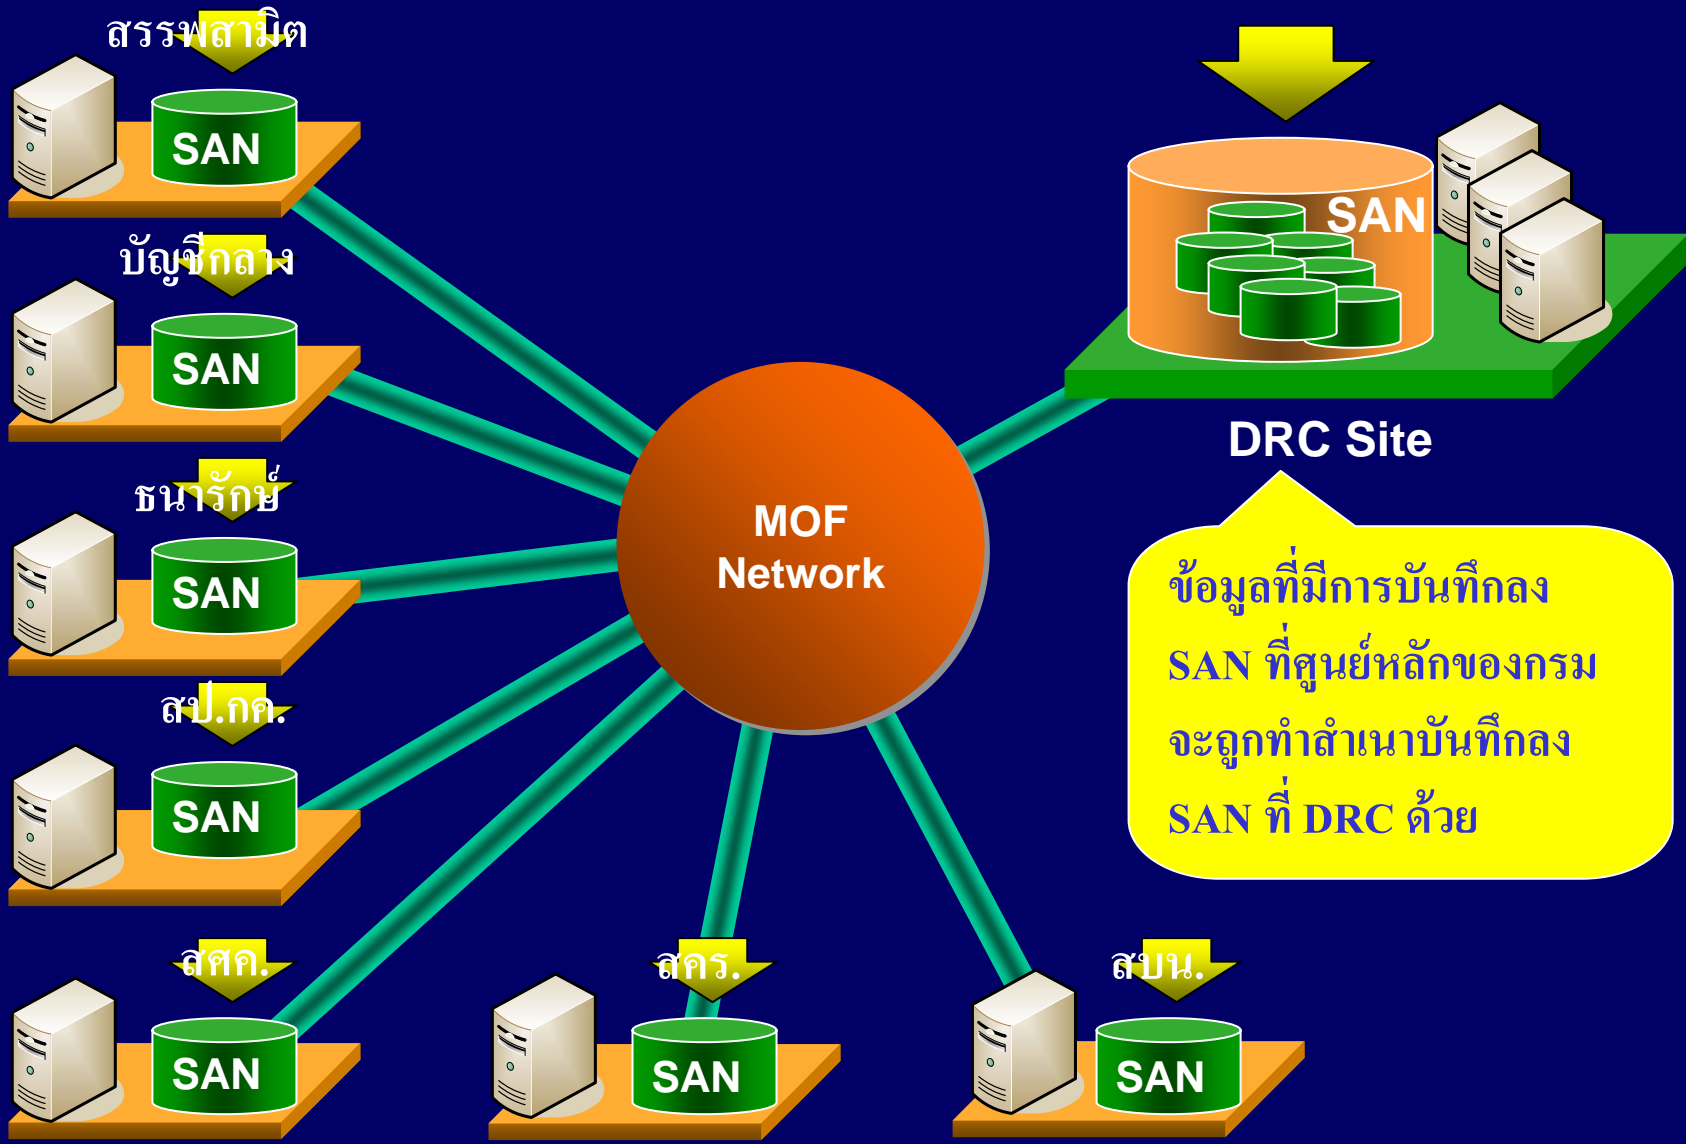 สรรพสามิต
SAN
บัญชีกลาง
SAN
ธนารักษ์
SAN
สป.กค.
SAN
สศค.
SAN
สคร.
SAN
สบน.
SAN
MOF
Network
SAN
DRC Site
ข้อมูลที่มีการบันทึกลง
SAN ที่ศูนย์หลักของกรม
จะถูกทำสำเนาบันทึกลง
SAN ที่ DRC ด้วย